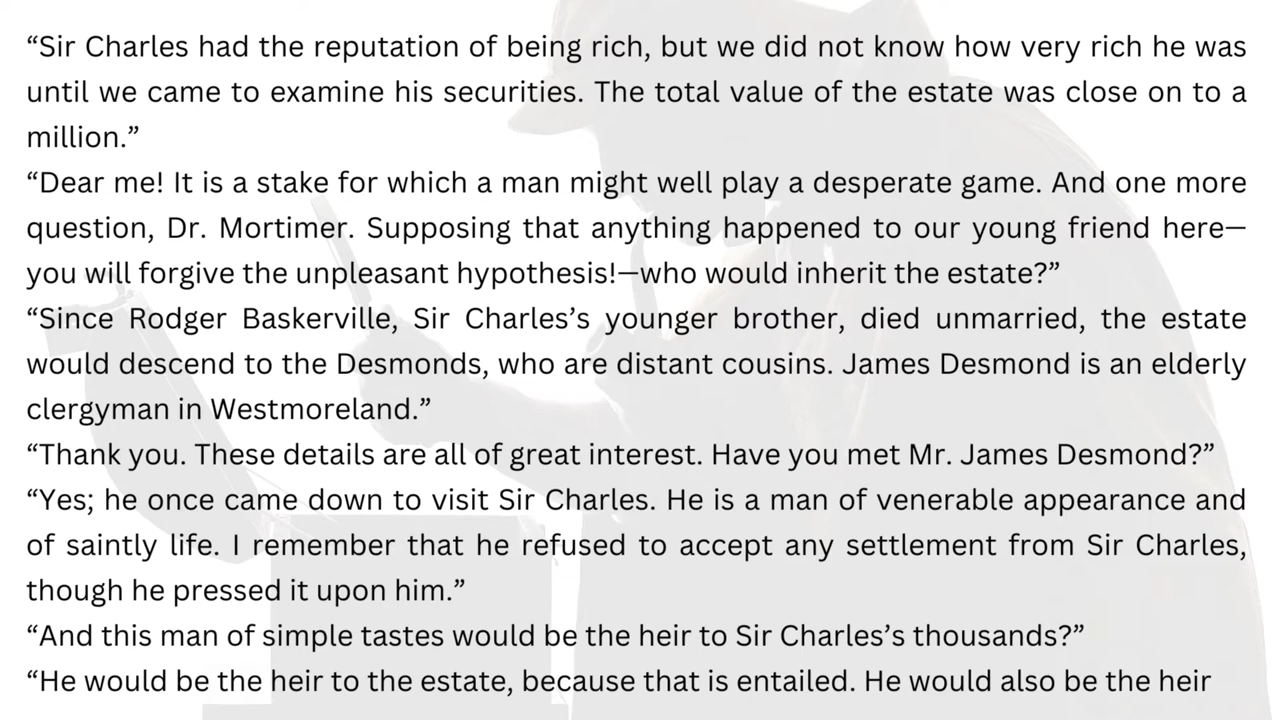 “Sir Charles had the reputation of being rich, but we did not know how very rich he was
until we came to examine his securities. The total value of the estate was close on to a
million.”
“Dear me! It is a stake for which a man might well play a desperate game. And one more
question, Dr. Mortimer. Supposing that anything happened to our young friend here—
you will forgive the unpleasant hypothesis!—who would inherit the estate?”
“Since Rodger Baskerville, Sir Charles’s younger brother, died unmarried, the estate
would descend to the Desmonds, who are distant cousins. James Desmond is an elderly
clergyman in Westmoreland.”
“Thank you. These details are all of great interest. Have you met Mr. James Desmond?”
“Yes; he once came down to visit Sir Charles. He is a man of venerable appearance and
of saintly life. I remember that he refused to accept any settlement from Sir Charles,
though he pressed it upon him.”
“And this man of simple tastes would be the heir to Sir Charles’s thousands?”
“He would be the heir to the estate, because that is entailed. He would also be the heir